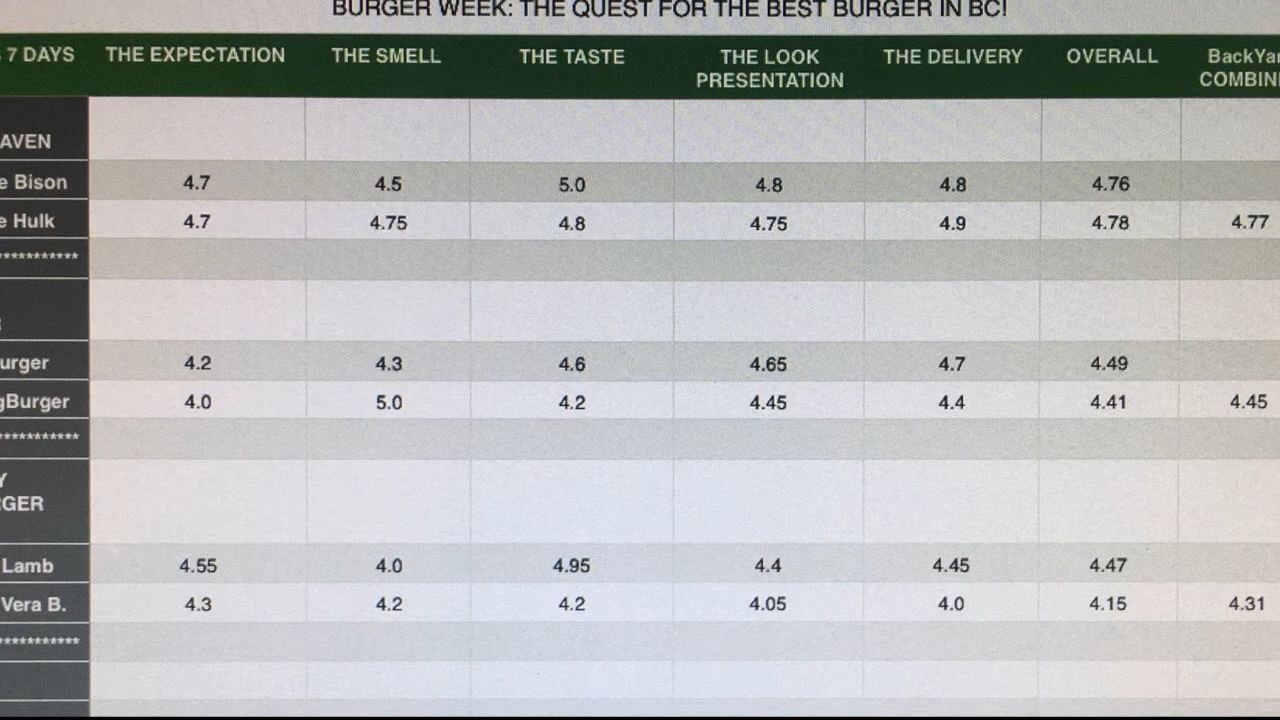 BURGER WEEK: THE QUEST FOR THE BEST BURGER IN BC!
7 DAYS THE EXPECTATION THE SMELL THE TASTE THE LOOK PRESENTATION THE DELIVERY OVERALL BackYar COMBIN
AVEN
e Bison 4.7 4.5 5.0 4.8 4.8 4.76
e Hulk 4.7 4.75 4.8 4.75 4.9 4.78 4.77
***********
urger 4.2 4.3 4.6 4.65 4.7 4.49
gBurger 4.0 5.0 4.2 4.45 4.4 4.41 4.45
***********
Y
GER
Lamb 4.55 4.0 4.95 4.4 4.45 4.47
Vera B. 4.3 4.2 4.2 4.05 4.0 4.15 4.31
***********